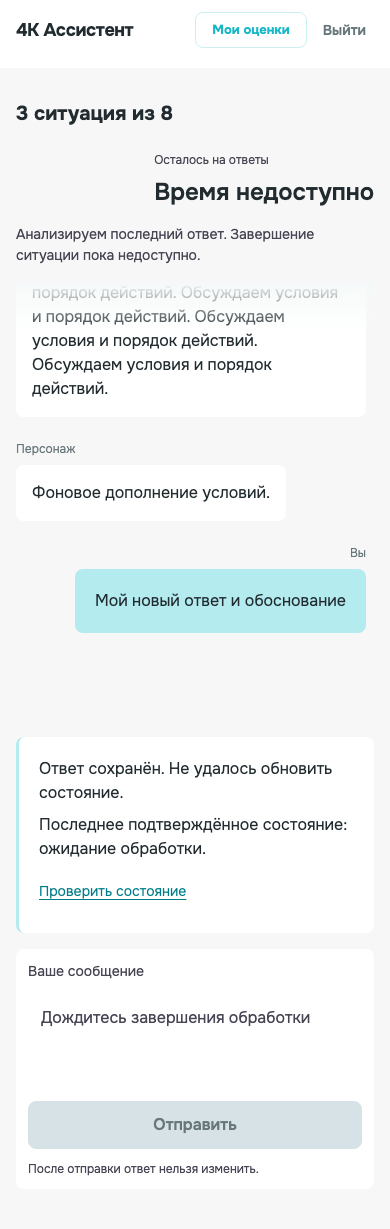 4К Ассистент
Мои оценки
Выйти
3 ситуация из 8
Осталось на ответы
Время недоступно
Анализируем последний ответ. Завершение
ситуации пока недоступно.
порядок действий. Обсуждаем условия
и порядок действий. Обсуждаем
условия и порядок действий.
Обсуждаем условия и порядок
действий.
Персонаж
Фоновое дополнение условий.
Вы
Мой новый ответ и обоснование
Ответ сохранён. Не удалось обновить
состояние.
Последнее подтверждённое состояние:
ожидание обработки.
Проверить состояние
Ваше сообщение
Дождитесь завершения обработки
Отправить
После отправки ответ нельзя изменить.